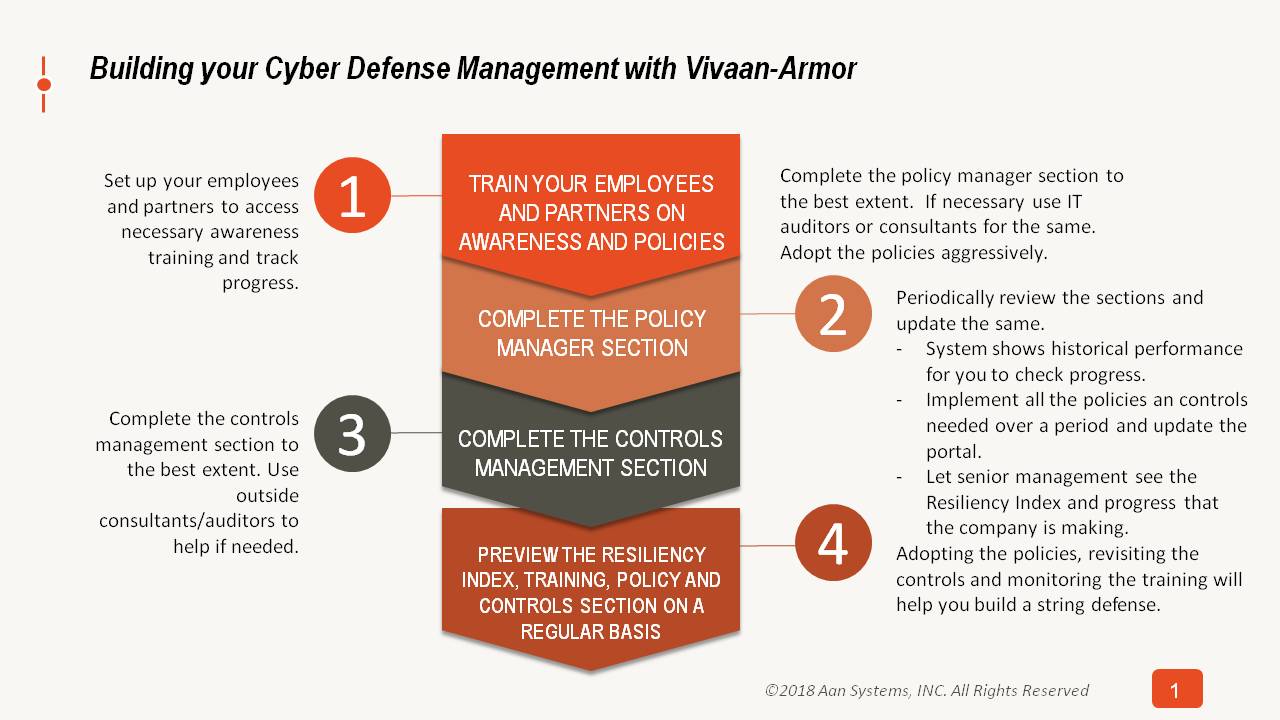 Building your Cyber Defense Management with Vivaan-Armor
Set up your employees
and partners to access
necessary awareness
training and track
progress.
1
TRAIN YOUR EMPLOYEES
AND PARTNERS ON
AWARENESS AND POLICIES
Complete the policy manager section to
the best extent. If necessary use IT
auditors or consultants for the same.
Adopt the policies aggressively.
COMPLETE THE POLICY
MANAGER SECTION
2
Complete the controls
management section to
the best extent. Use
outside
consultants/auditors to
help if needed.
3
COMPLETE THE CONTROLS
MANAGEMENT SECTION
Periodically review the sections and
update the same.
- System shows historical performance
for you to check progress.
- Implement all the policies an controls
needed over a period and update the
portal.
- Let senior management see the
Resiliency Index and progress that
the company is making.
Adopting the policies, revisiting the
controls and monitoring the training will
help you build a string defense.
4
PREVIEW THE RESILIENCY
INDEX, TRAINING, POLICY AND
CONTROLS SECTION ON A
REGULAR BASIS
©2018 Aan Systems, INC. All Rights Reserved
1